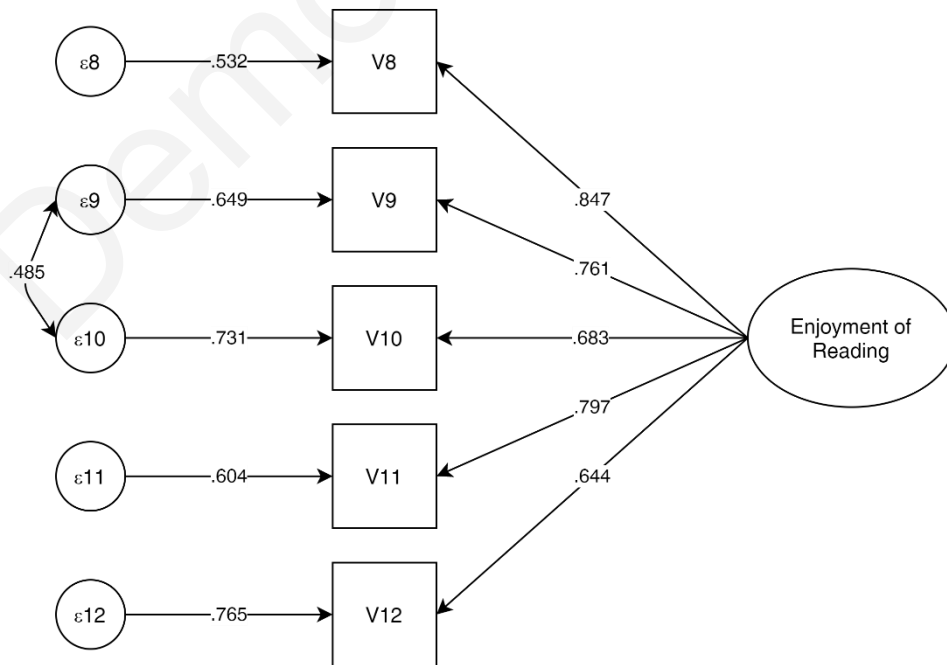 ε8
.532
V8
ε9
.649
V9
.847
.485
.761
ε10
.731
V10
.683
Enjoyment of
Reading
.797
ε11
.604
V11
.644
ε12
.765
V12
Demo